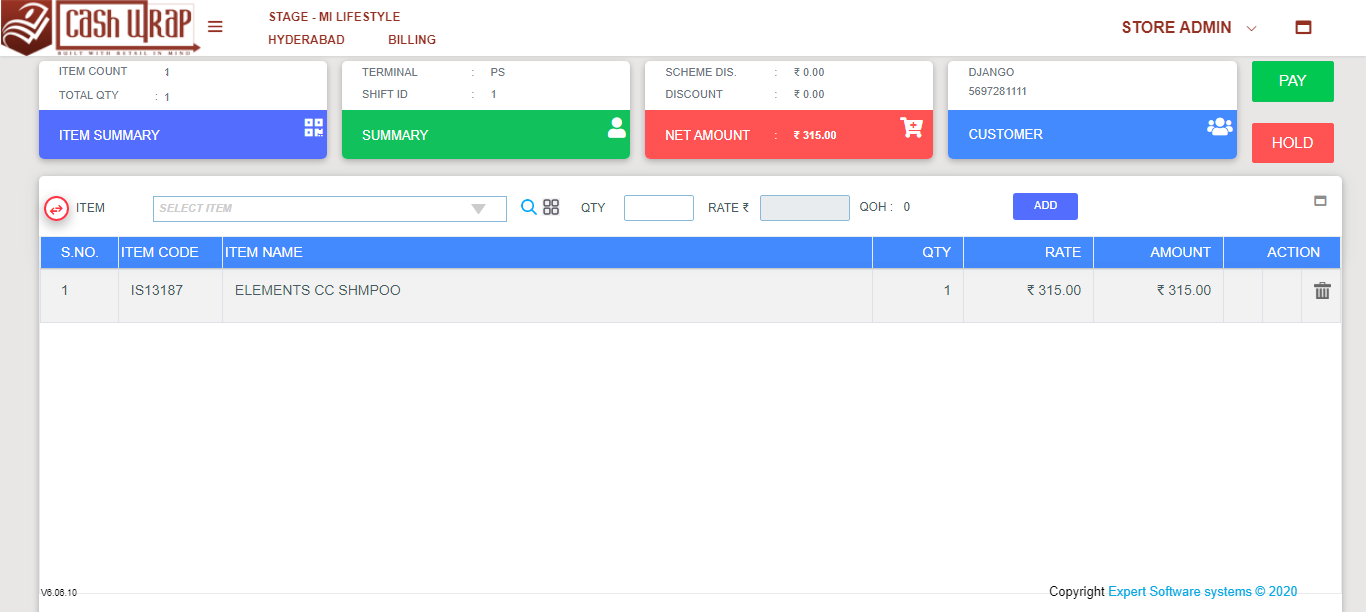 CASH WRAP
BUILT WITH RETAIL IN MIND
STAGE - MI LIFESTYLE
HYDERABAD BILLING
STORE ADMIN
ITEM COUNT 1
TOTAL QTY : 1
ITEM SUMMARY
TERMINAL : PS
SHIFT ID : 1
SUMMARY
SCHEME DIS. : ₹ 0.00
DISCOUNT : ₹ 0.00
NET AMOUNT : ₹ 315.00
DJANGO
5697281111
CUSTOMER
PAY
HOLD
ITEM SELECT ITEM QTY RATE ₹ QOH : 0 ADD
S.NO. ITEM CODE ITEM NAME QTY RATE AMOUNT ACTION
1 IS13187 ELEMENTS CC SHMPOO 1 ₹ 315.00 ₹ 315.00
V6.06.10
Copyright Expert Software systems © 2020